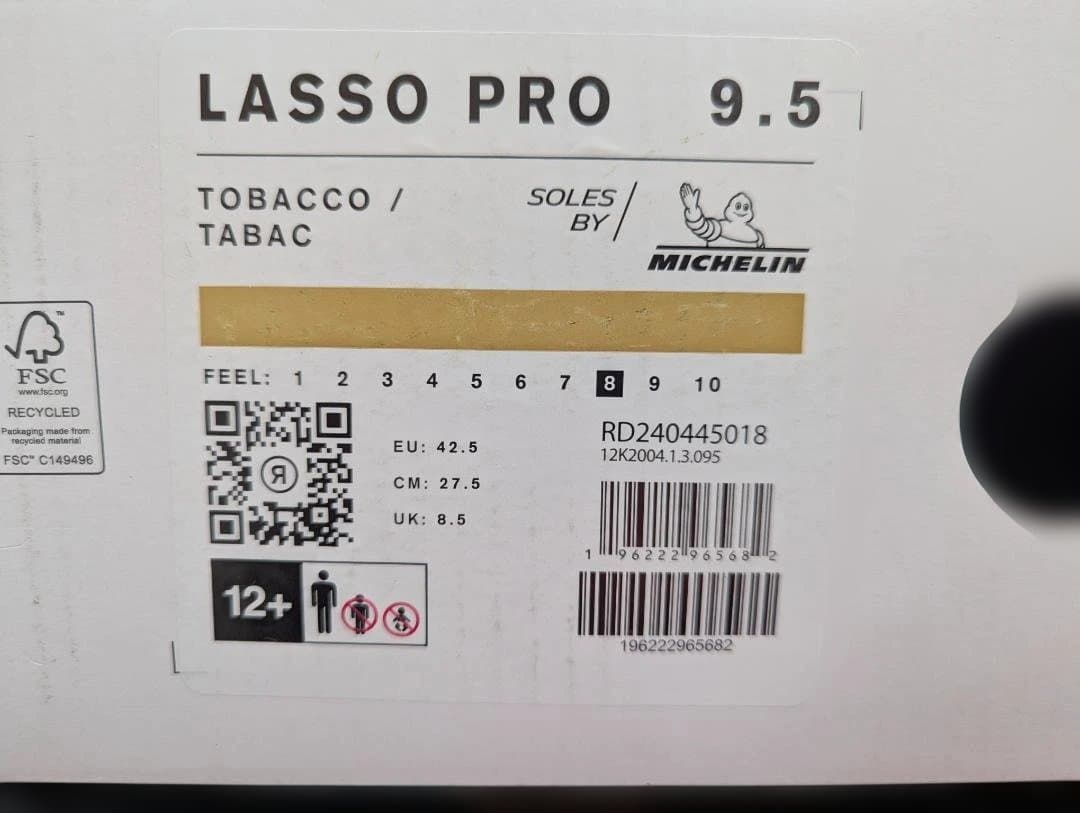 LASSO PRO 9.5
TOBACCO /
TABAC
SOLES
BY
MICHELIN
FEEL: 1 2 3 4 5 6 7 8 9 10
EU: 42.5
CM: 27.5
UK: 8.5
RD240445018
12K2004.1.3.095
1 96222 96568 2
196222965682
12+
R
FSC
™
www.fsc.org
RECYCLED
Packaging made from
recycled material
FSC™ C149496